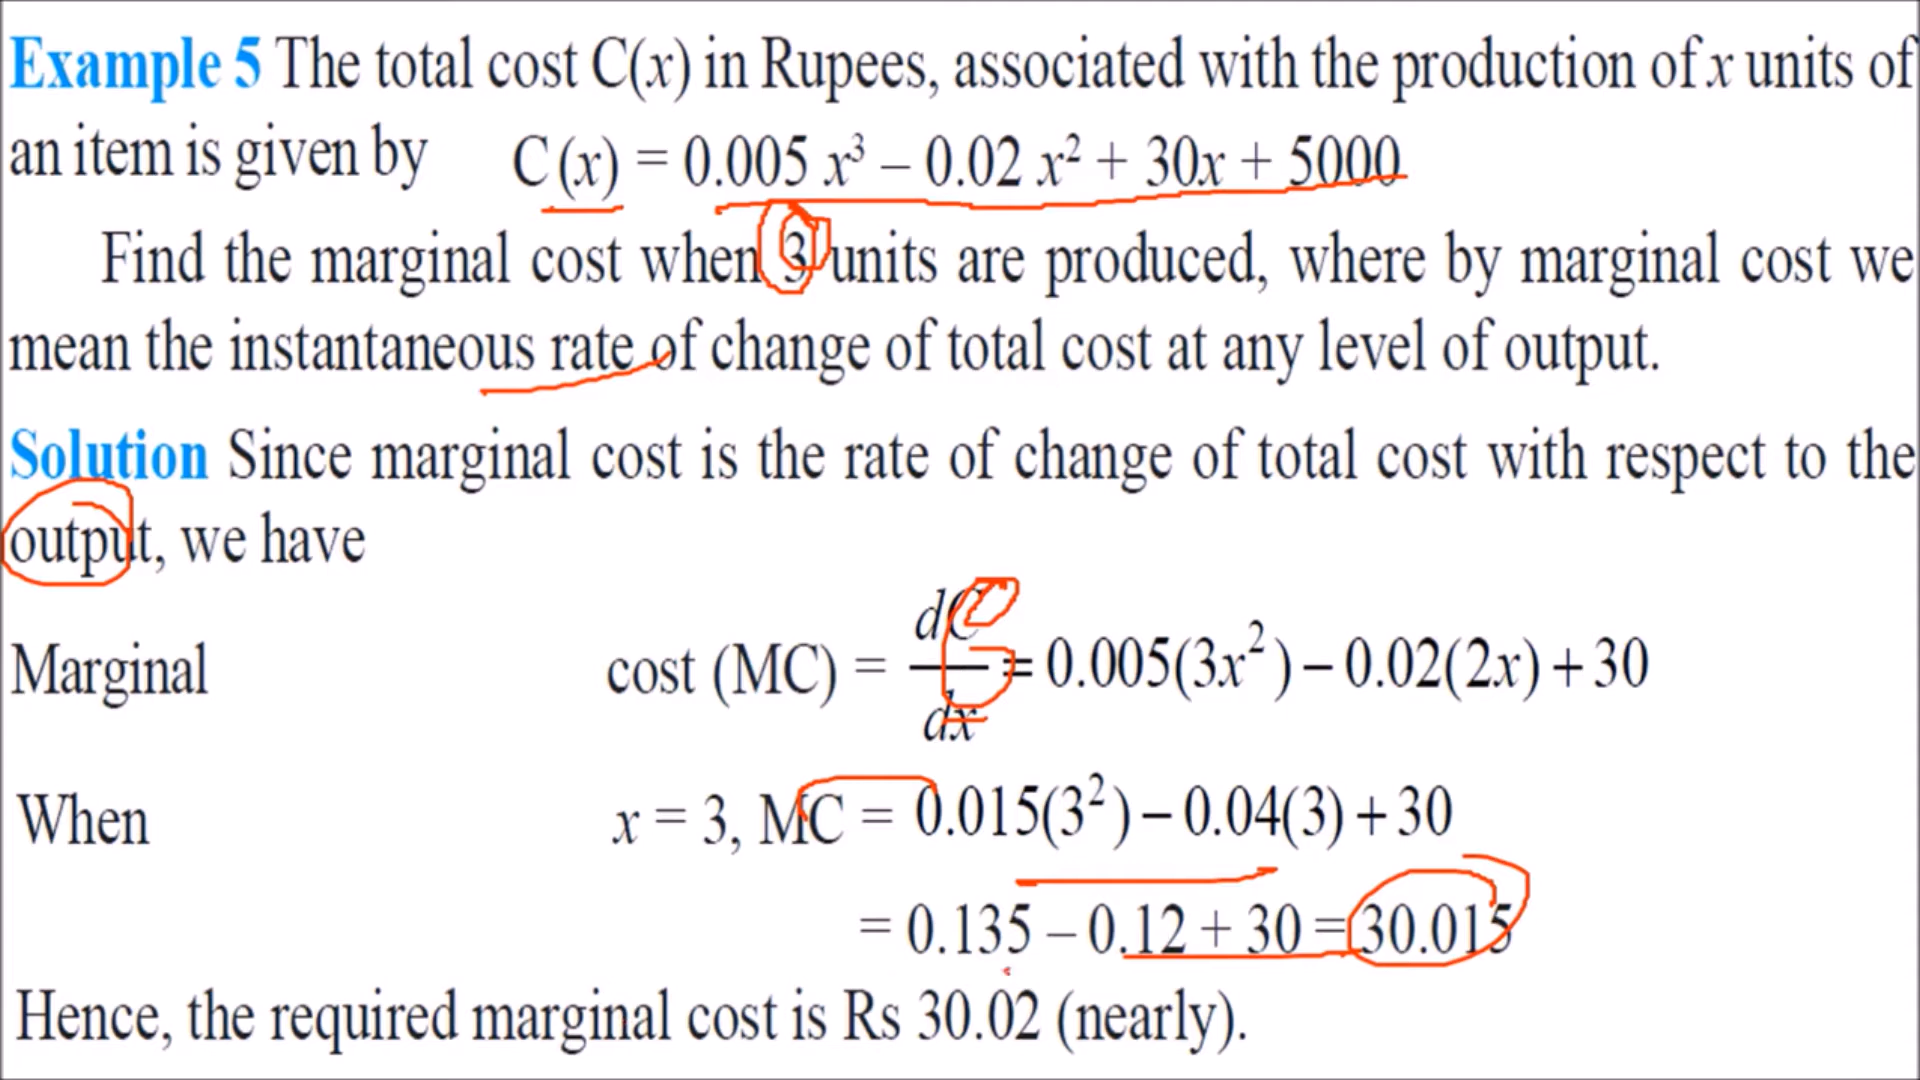 Example 5 The total cost C(x) in Rupees, associated with the production of x units of
an item is given by C (x) = 0.005 x³ – 0.02 x² + 30x + 5000
Find the marginal cost when 3 units are produced, where by marginal cost we
mean the instantaneous rate of change of total cost at any level of output.
Solution Since marginal cost is the rate of change of total cost with respect to the
output, we have
Marginal cost (MC) = dC/dx = 0.005(3x²) – 0.02(2x) + 30
When x = 3, MC = 0.015(3²) – 0.04(3) + 30
= 0.135 – 0.12 + 30 = 30.015
Hence, the required marginal cost is Rs 30.02 (nearly).